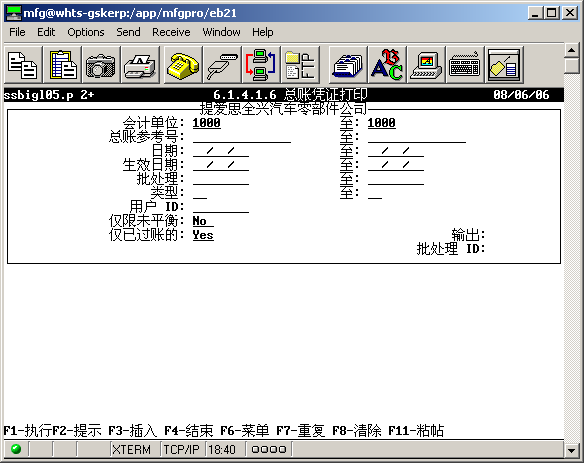 mfg@whts-gskerp:/app/mfgpro/eb21
File Edit Options Send Receive Window Help
ssbigl05.p 2+ 6.1.4.1.6 总账凭证打印 08/06/06
提爱思全兴汽车零部件公司
会计单位: 1000 至: 1000
总账参考号: 至:
日期: / / 至: / /
生效日期: / / 至: / /
批处理: 至:
类型: 至:
用户 ID:
仅限未平衡: No
仅已过账的: Yes 输出:
批处理 ID:
F1-执行F2-提示 F3-插入 F4-结束 F6-菜单 F7-重复 F8-清除 F11-粘帖
XTERM TCP/IP 18:40